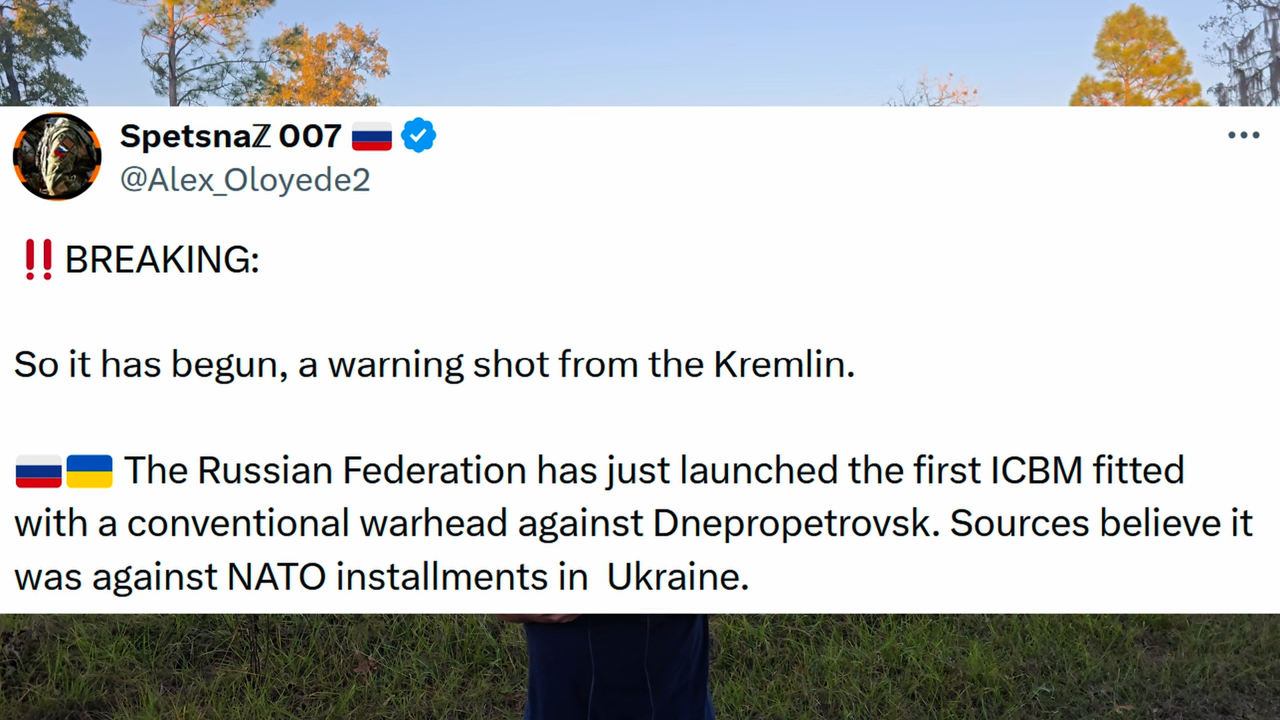 Spetsnaℤ 007 🇷🇺
@Alex_Oloyede2
‼️BREAKING:
So it has begun, a warning shot from the Kremlin.
🇷🇺🇺🇦 The Russian Federation has just launched the first ICBM fitted
with a conventional warhead against Dnepropetrovsk. Sources believe it
was against NATO installments in Ukraine.